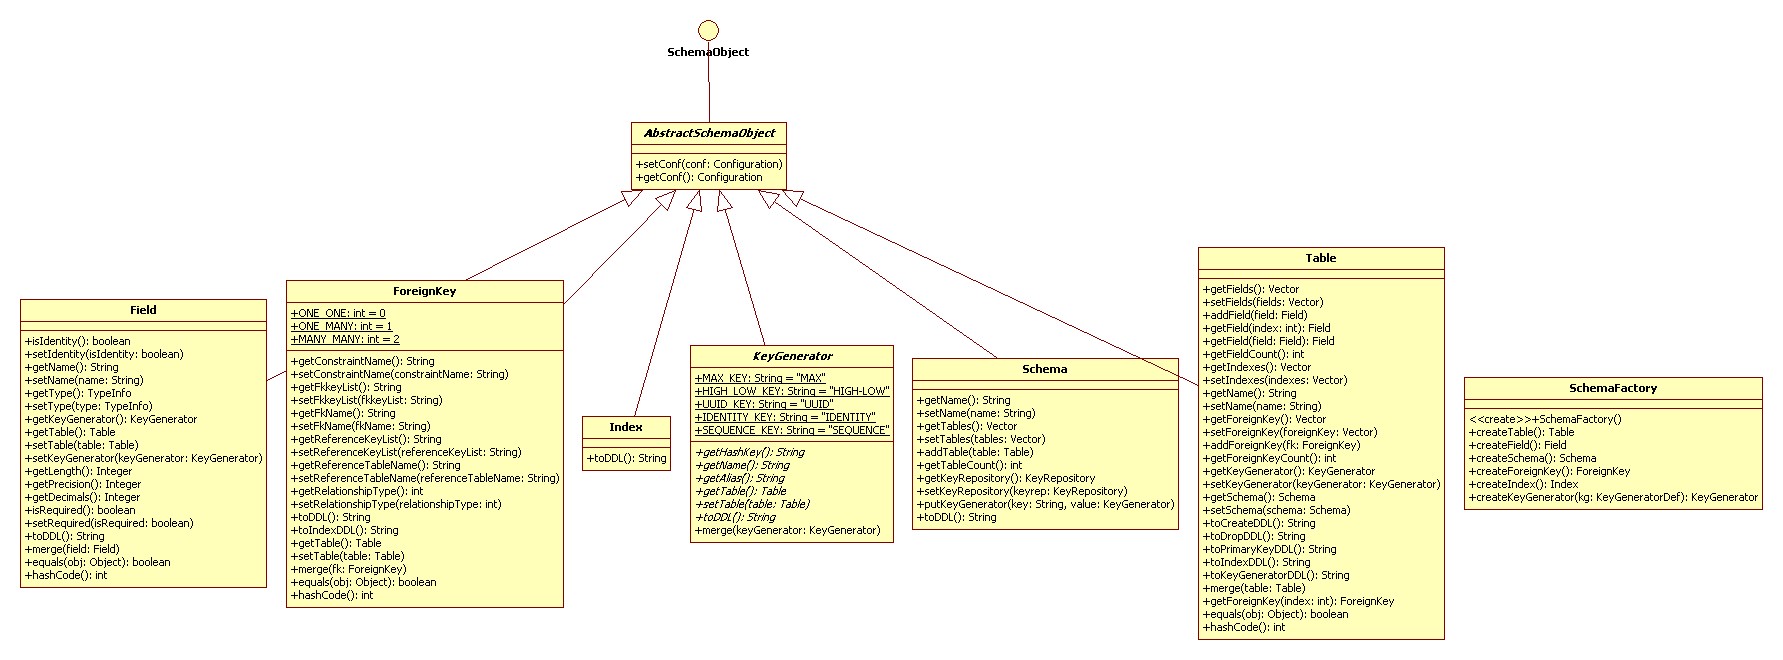 SchemaObject
AbstractSchemaObject
+setConf(conf: Configuration)
+getConf(): Configuration
Field
+isIdentity(): boolean
+setIdentity(isIdentity: boolean)
+getName(): String
+setName(name: String)
+getType(): TypeInfo
+setType(type: TypeInfo)
+getKeyGenerator(): KeyGenerator
+getTable(): Table
+setTable(table: Table)
+setKeyGenerator(keyGenerator: KeyGenerator)
+getLength(): Integer
+getPrecision(): Integer
+getDecimals(): Integer
+isRequired(): boolean
+setRequired(isRequired: boolean)
+toDDL(): String
+merge(field: Field)
+equals(obj: Object): boolean
+hashCode(): int
ForeignKey
+ONE_ONE: int = 0
+ONE_MANY: int = 1
+MANY_MANY: int = 2
+getConstraintName(): String
+setConstraintName(constraintName: String)
+getFkkeyList(): String
+setFkkeyList(fkkeyList: String)
+getFkName(): String
+setFkName(fkName: String)
+getReferenceKeyList(): String
+setReferenceKeyList(referenceKeyList: String)
+getReferenceTableName(): String
+setReferenceTableName(referenceTableName: String)
+getRelationshipType(): int
+setRelationshipType(relationshipType: int)
+toDDL(): String
+toIndexDDL(): String
+getTable(): Table
+setTable(table: Table)
+merge(fk: ForeignKey)
+equals(obj: Object): boolean
+hashCode(): int
Index
+toDDL(): String
KeyGenerator
+MAX_KEY: String = "MAX"
+HIGH_LOW_KEY: String = "HIGH-LOW"
+UUID_KEY: String = "UUID"
+IDENTITY_KEY: String = "IDENTITY"
+SEQUENCE_KEY: String = "SEQUENCE"
+getHashKey(): String
+getName(): String
+getAlias(): String
+getTable(): Table
+setTable(table: Table)
+toDDL(): String
+merge(keyGenerator: KeyGenerator)
Schema
+getName(): String
+setName(name: String)
+getTables(): Vector
+setTables(tables: Vector)
+addTable(table: Table)
+getTableCount(): int
+getKeyRepository(): KeyRepository
+setKeyRepository(keyrep: KeyRepository)
+putKeyGenerator(key: String, value: KeyGenerator)
+toDDL(): String
Table
+getFields(): Vector
+setFields(fields: Vector)
+addField(field: Field)
+getField(index: int): Field
+getField(field: Field): Field
+getFieldCount(): int
+getIndexes(): Vector
+setIndexes(indexes: Vector)
+getName(): String
+setName(name: String)
+getForeignKey(): Vector
+setForeignKey(foreignKey: Vector)
+addForeignKey(fk: ForeignKey)
+getForeignKeyCount(): int
+getKeyGenerator(): KeyGenerator
+setKeyGenerator(keyGenerator: KeyGenerator)
+getSchema(): Schema
+setSchema(schema: Schema)
+toCreateDDL(): String
+toDropDDL(): String
+toPrimaryKeyDDL(): String
+toIndexDDL(): String
+toKeyGeneratorDDL(): String
+merge(table: Table)
+getForeignKey(index: int): ForeignKey
+equals(obj: Object): boolean
+hashCode(): int
SchemaFactory
<<create>>+SchemaFactory()
+createTable(): Table
+createField(): Field
+createSchema(): Schema
+createForeignKey(): ForeignKey
+createIndex(): Index
+createKeyGenerator(kg: KeyGeneratorDef): KeyGenerator